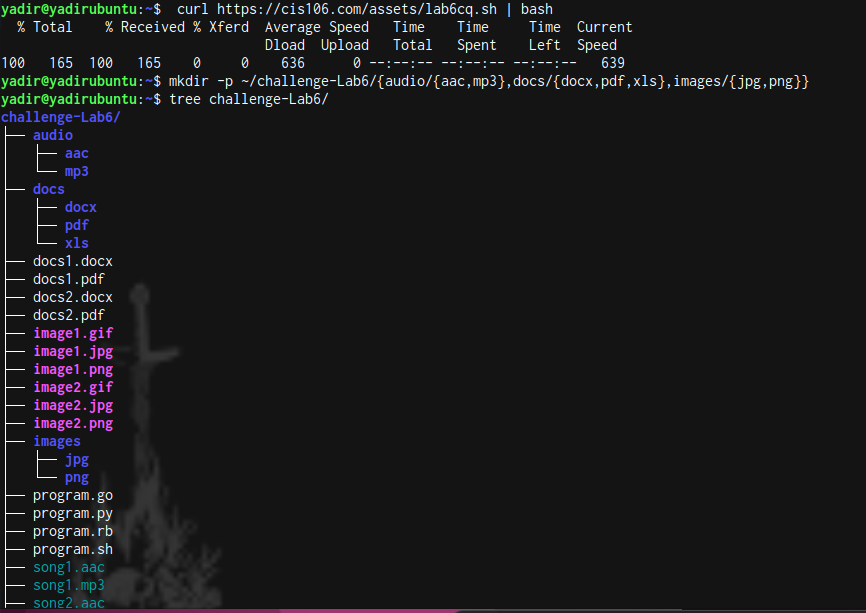 yadir@yadirubuntu:~$  curl https://cis106.com/assets/lab6cq.sh | bash
  % Total    % Received % Xferd  Average Speed   Time    Time     Time  Current
                                 Dload  Upload   Total   Spent    Left  Speed
100   165  100   165    0     0    636      0 --:--:-- --:--:-- --:--:--   639
yadir@yadirubuntu:~$ mkdir -p ~/challenge-Lab6/{audio/{aac,mp3},docs/{docx,pdf,xls},images/{jpg,png}}
yadir@yadirubuntu:~$ tree challenge-Lab6/
challenge-Lab6/
├── audio
│   ├── aac
│   └── mp3
├── docs
│   ├── docx
│   ├── pdf
│   └── xls
├── docs1.docx
├── docs1.pdf
├── docs2.docx
├── docs2.pdf
├── image1.gif
├── image1.jpg
├── image1.png
├── image2.gif
├── image2.jpg
├── image2.png
├── images
│   ├── jpg
│   └── png
├── program.go
├── program.py
├── program.rb
├── program.sh
├── song1.aac
├── song1.mp3
├── song2.aac